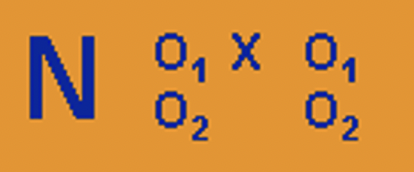 N O₁ X O₁
O₂ O₂